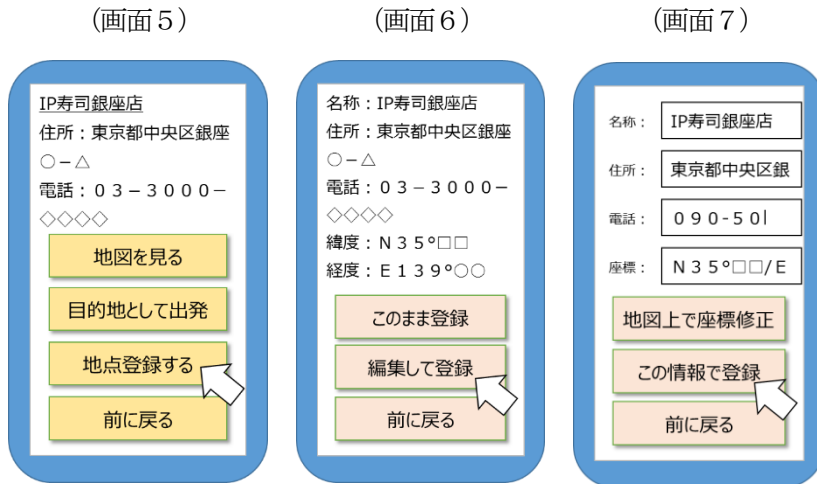 (画面5)
IP寿司銀座店
住所：東京都中央区銀座
○－△
電話：０３－３０００－
◇◇◇◇
地図を見る
目的地として出発
地点登録する
前に戻る
(画面6)
名称：IP寿司銀座店
住所：東京都中央区銀座
○－△
電話：０３－３０００－
◇◇◇◇
緯度：Ｎ３５°□□
経度：Ｅ１３９°○○
このまま登録
編集して登録
前に戻る
(画面7)
名称： IP寿司銀座店
住所： 東京都中央区銀
電話： ０９０-５０|
座標： Ｎ３５°□□/Ｅ
地図上で座標修正
この情報で登録
前に戻る